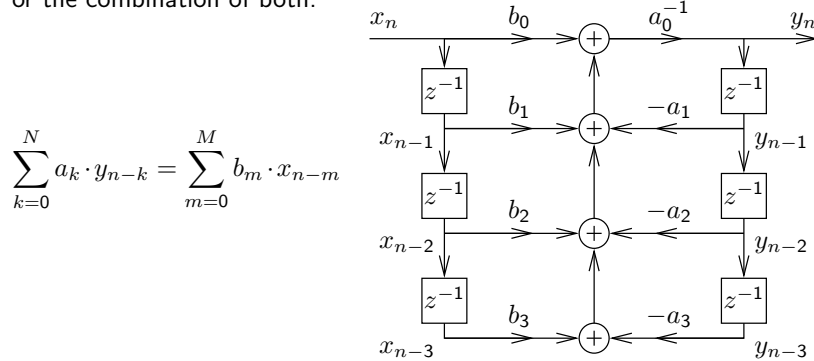 or the combination of both:
x_n b_0 a_0^{-1} y_n
+
z^{-1} z^{-1}
b_1 + −a_1
x_{n−1} y_{n−1}
\sum_{k=0}^{N} a_k · y_{n−k} = \sum_{m=0}^{M} b_m · x_{n−m}
z^{-1} z^{-1}
b_2 + −a_2
x_{n−2} y_{n−2}
z^{-1} z^{-1}
b_3 + −a_3
x_{n−3} y_{n−3}